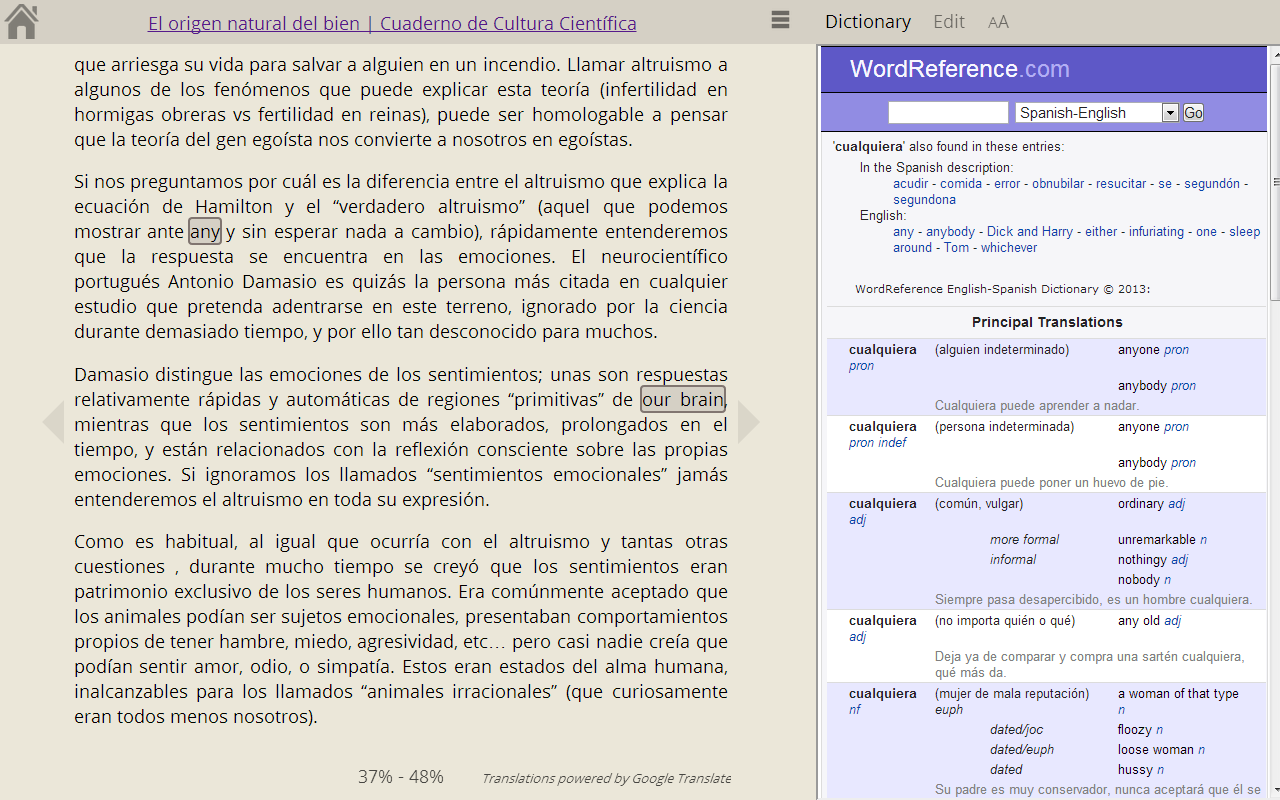 El origen natural del bien | Cuaderno de Cultura Científica
que arriesga su vida para salvar a alguien en un incendio. Llamar altruismo a
algunos de los fenómenos que puede explicar esta teoría (infertilidad en
hormigas obreras vs fertilidad en reinas), puede ser homologable a pensar
que la teoría del gen egoísta nos convierte a nosotros en egoístas.
Si nos preguntamos por cuál es la diferencia entre el altruismo que explica la
ecuación de Hamilton y el “verdadero altruismo” (aquel que podemos
mostrar ante any y sin esperar nada a cambio), rápidamente entenderemos
que la respuesta se encuentra en las emociones. El neurocientífico
portugués Antonio Damasio es quizás la persona más citada en cualquier
estudio que pretenda adentrarse en este terreno, ignorado por la ciencia
durante demasiado tiempo, y por ello tan desconocido para muchos.
Damasio distingue las emociones de los sentimientos; unas son respuestas
relativamente rápidas y automáticas de regiones “primitivas” de our brain,
mientras que los sentimientos son más elaborados, prolongados en el
tiempo, y están relacionados con la reflexión consciente sobre las propias
emociones. Si ignoramos los llamados “sentimientos emocionales” jamás
entenderemos el altruismo en toda su expresión.
Como es habitual, al igual que ocurría con el altruismo y tantas otras
cuestiones , durante mucho tiempo se creyó que los sentimientos eran
patrimonio exclusivo de los seres humanos. Era comúnmente aceptado que
los animales podían ser sujetos emocionales, presentaban comportamientos
propios de tener hambre, miedo, agresividad, etc… pero casi nadie creía que
podían sentir amor, odio, o simpatía. Estos eran estados del alma humana,
inalcanzables para los llamados “animales irracionales” (que curiosamente
eran todos menos nosotros).
37% - 48% Translations powered by Google Translate
Dictionary Edit AA
WordReference.com
Spanish-English Go
'cualquiera' also found in these entries:
In the Spanish description:
acudir - comida - error - obnubilar - resucitar - se - segundón -
segundona
English:
any - anybody - Dick and Harry - either - infuriating - one - sleep
around - Tom - whichever
WordReference English-Spanish Dictionary © 2013:
Principal Translations
cualquiera (alguien indeterminado) anyone pron
pron
anybody pron
Cualquiera puede aprender a nadar.
cualquiera (persona indeterminada) anyone pron
pron indef
anybody pron
Cualquiera puede poner un huevo de pie.
cualquiera (común, vulgar) ordinary adj
adj
more formal unremarkable n
informal nothingy adj
nobody n
Siempre pasa desapercibido, es un hombre cualquiera.
cualquiera (no importa quién o qué) any old adj
adj
Deja ya de comparar y compra una sartén cualquiera,
qué más da.
cualquiera (mujer de mala reputación) a woman of that type
nf euph n
dated/joc floozy n
dated/euph loose woman n
dated hussy n
Su padre es muy conservador, nunca aceptará que él se